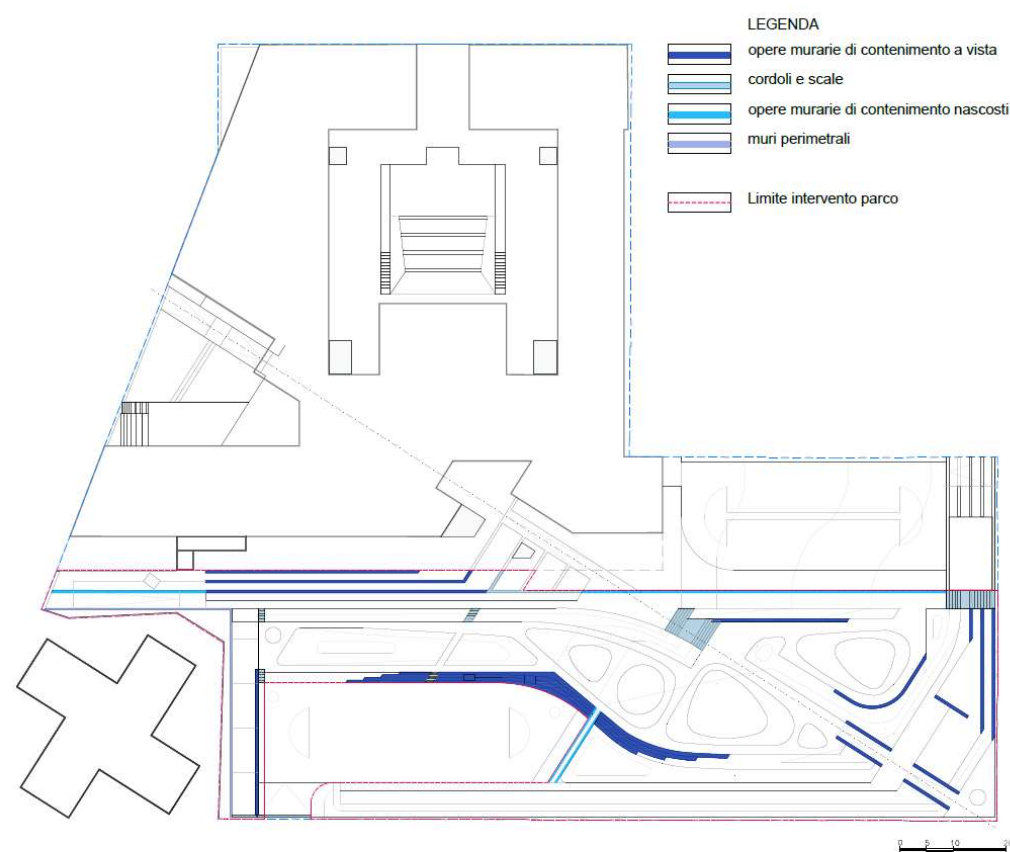 LEGENDA
opere murarie di contenimento a vista
cordoli e scale
opere murarie di contenimento nascosti
muri perimetrali
Limite intervento parco
0 5 10